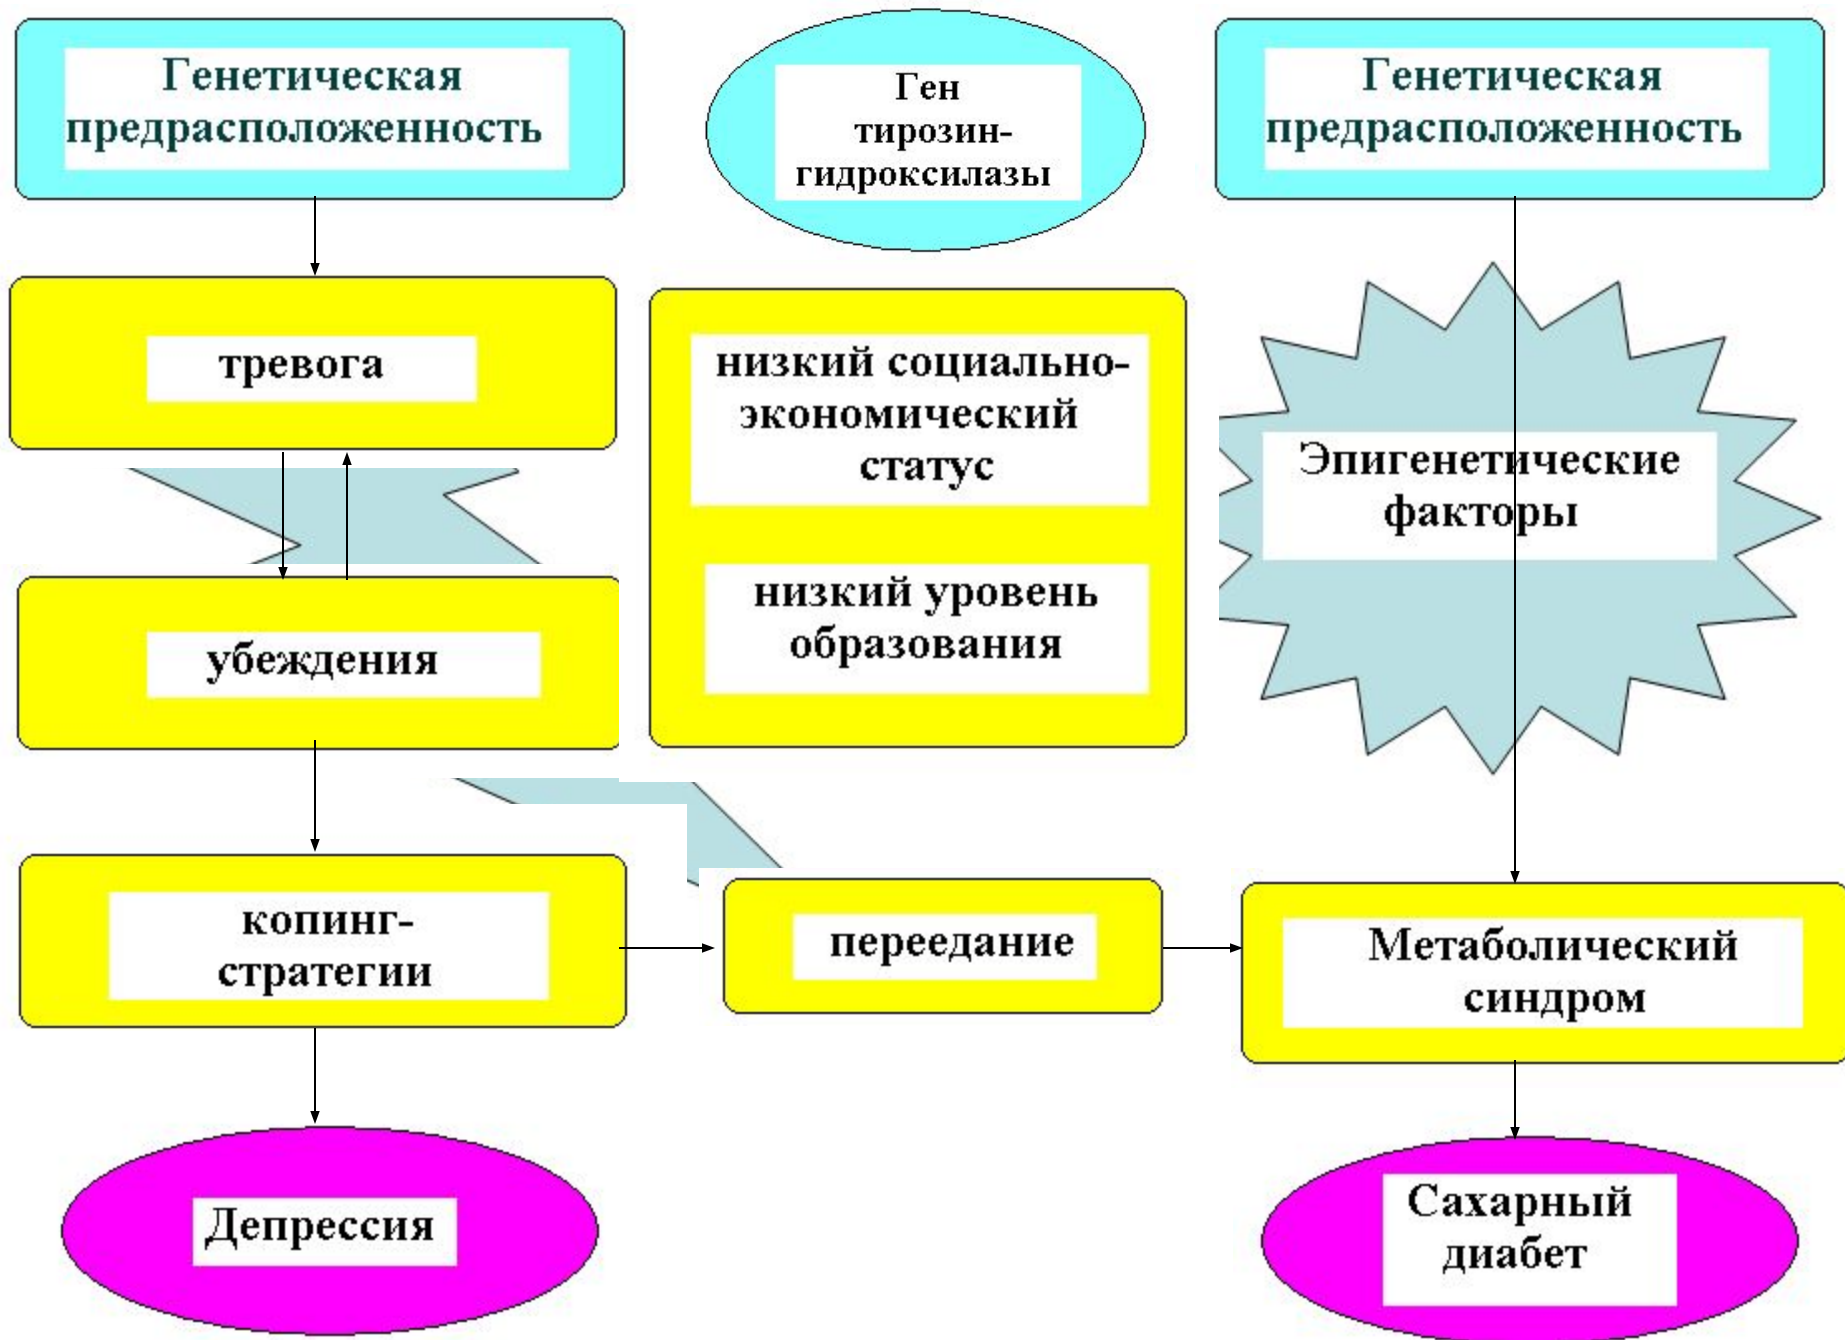 Генетическая
предрасположенность
Ген
тирозин-
гидроксилазы
Генетическая
предрасположенность
тревога
низкий социально-
экономический
статус
Эпигенетические
факторы
низкий уровень
образования
убеждения
копинг-
стратегии
переедание
Метаболический
синдром
Депрессия
Сахарный
диабет